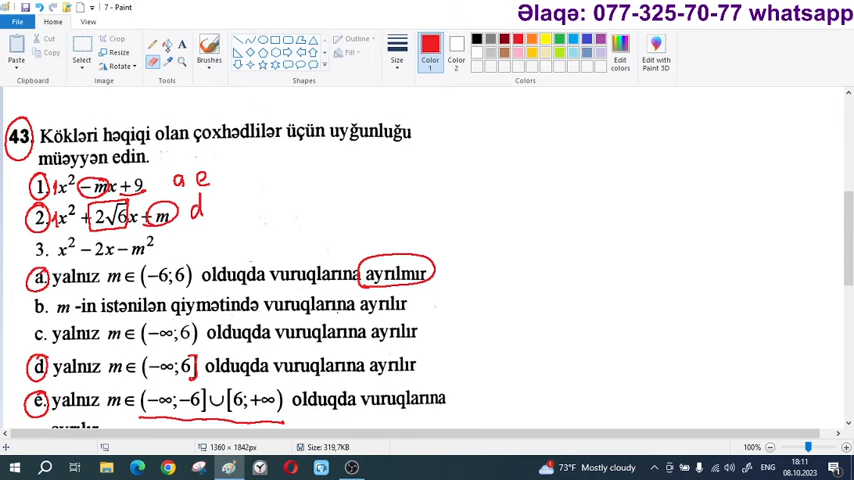 Əlaqə: 077-325-70-77 whatsapp
7 - Paint
File Home View
Cut Crop Outline
Copy Resize Fill
Paste Select Rotate Brushes Size Color 1 Color 2 Edit colors Edit with Paint 3D
Clipboard Image Tools Shapes Colors
43. Kökləri həqiqi olan çoxhədlilər üçün uyğunluğu
müəyyən edin.
1. x² − mx + 9 a e
2. x² + 2√6x + m d
3. x² − 2x − m²
a. yalnız m ∈ (−6;6) olduqda vuruqlarına ayrılmır
b. m -in istənilən qiymətində vuruqlarına ayrılır
c. yalnız m ∈ (−∞;6) olduqda vuruqlarına ayrılır
d. yalnız m ∈ (−∞;6] olduqda vuruqlarına ayrılır
e. yalnız m ∈ (−∞;−6] ∪ [6;+∞) olduqda vuruqlarına
1360 × 1842px Size: 319,7KB 100%
73°F Mostly cloudy ENG 18:11
08.10.2023